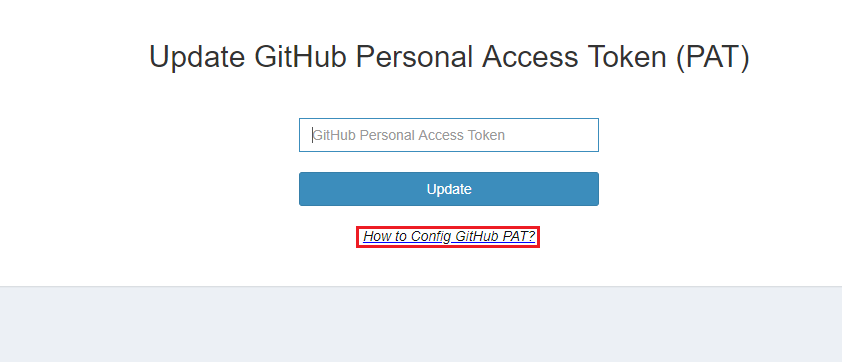 Update GitHub Personal Access Token (PAT)
GitHub Personal Access Token
Update
How to Config GitHub PAT?